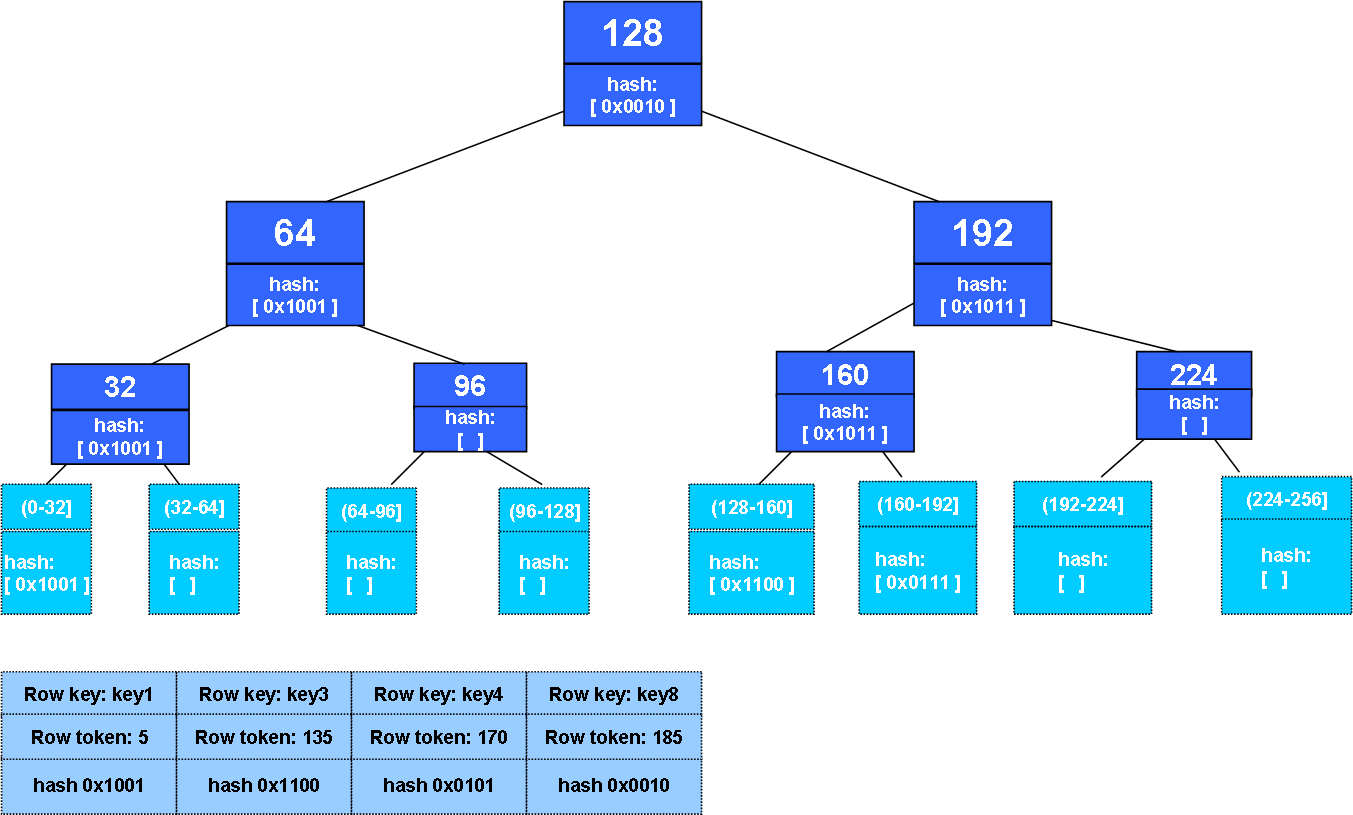 128
hash:
[ 0x0010 ]
64
hash:
[ 0x1001 ]
192
hash:
[ 0x1011 ]
32
hash:
[ 0x1001 ]
96
hash:
[ ]
160
hash:
[ 0x1011 ]
224
hash:
[ ]
(0-32]
hash:
[ 0x1001 ]
(32-64]
hash:
[ ]
(64-96]
hash:
[ ]
(96-128]
hash:
[ ]
(128-160]
hash:
[ 0x1100 ]
(160-192]
hash:
[ 0x0111 ]
(192-224]
hash:
[ ]
(224-256]
hash:
[ ]
Row key: key1 Row key: key3 Row key: key4 Row key: key8
Row token: 5 Row token: 135 Row token: 170 Row token: 185
hash 0x1001 hash 0x1100 hash 0x0101 hash 0x0010